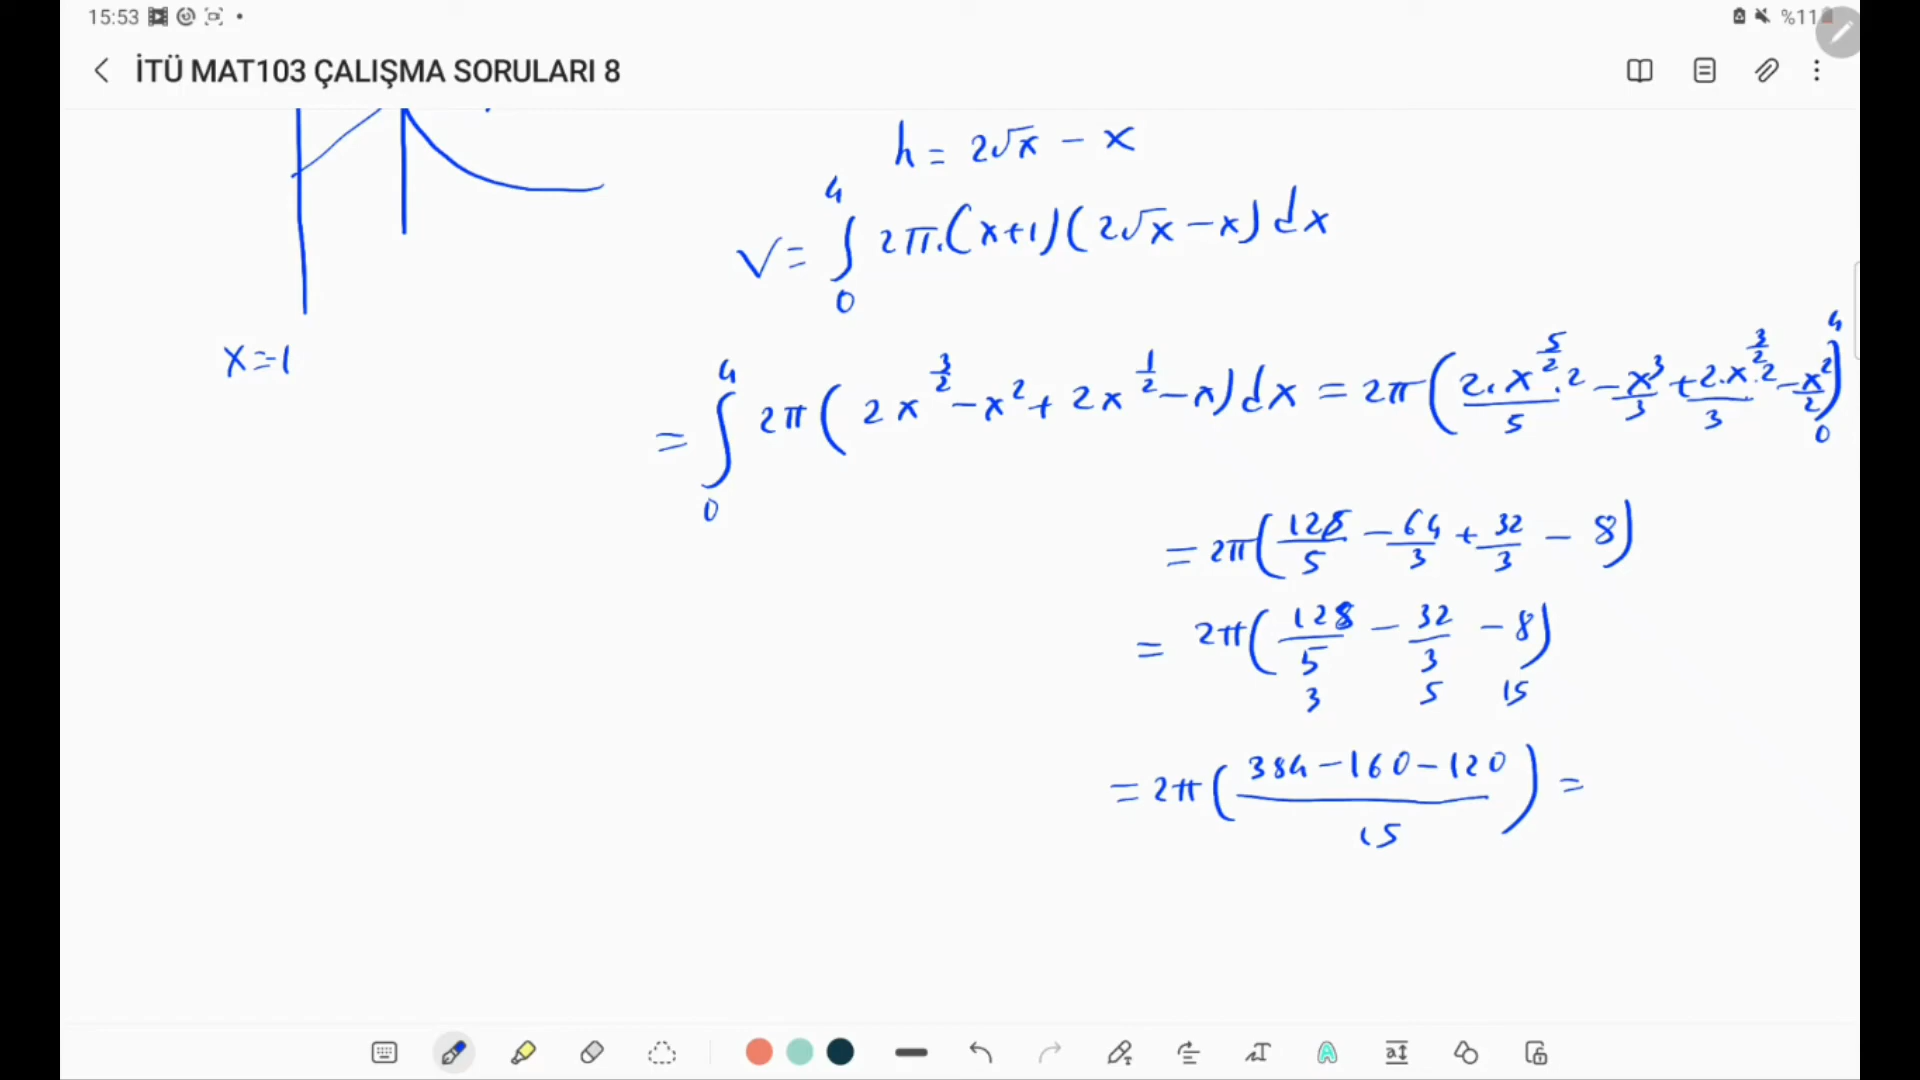 15:53
%11
İTÜ MAT103 ÇALIŞMA SORULARI 8
h = 2√x - x
V = ∫₀⁴ 2π.(x+1)(2√x - x)dx
x=-1
= ∫₀⁴ 2π(2x^(3/2) - x² + 2x^(1/2) - x)dx = 2π(2.x^(5/2).2/5 - x³/3 + 2.x^(3/2).2/3 - x²/2)₀⁴
= 2π(128/5 - 64/3 + 32/3 - 8)
= 2π(128/5 - 32/3 - 8)
3 5 15
= 2π((384-160-120)/15) =